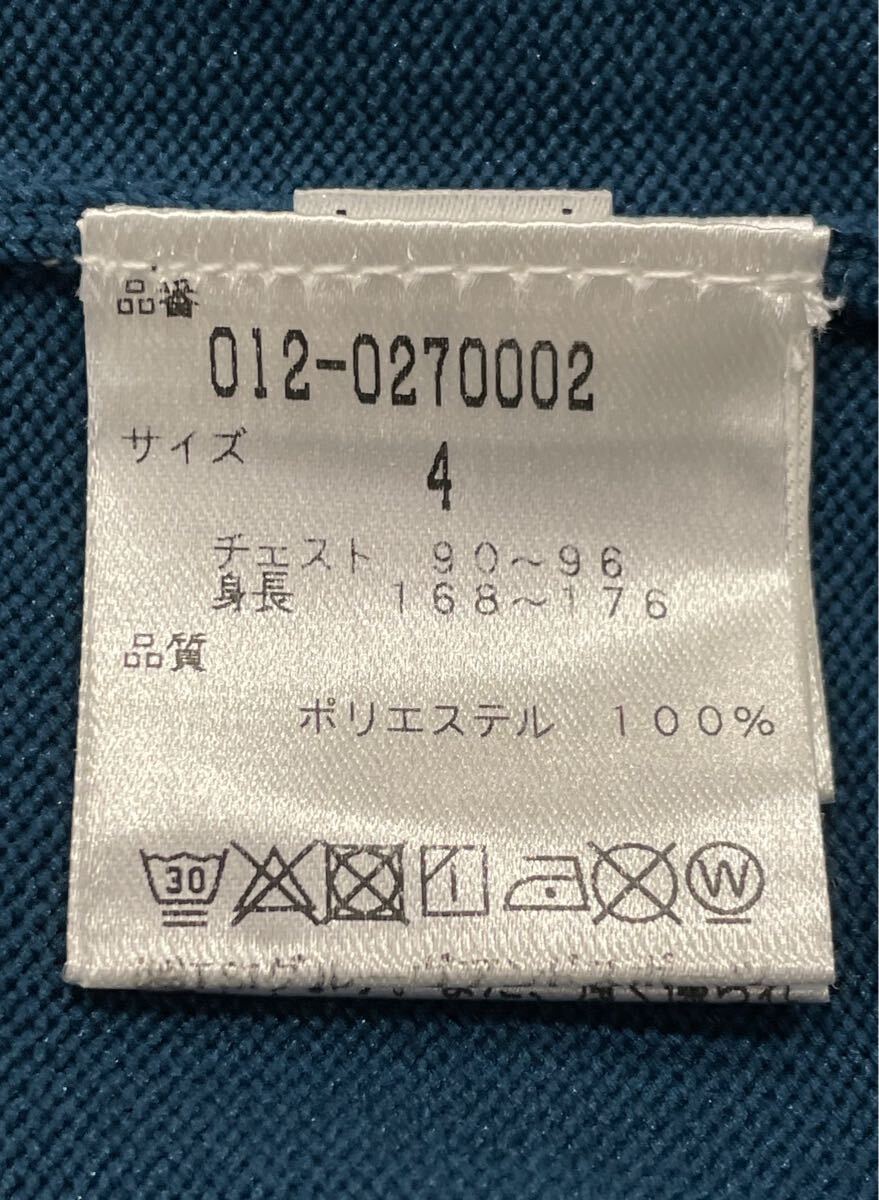 品番
012-0270002
サイズ
4
チェスト 90~96
身長 168~176
品質
ポリエステル 100%
30
W